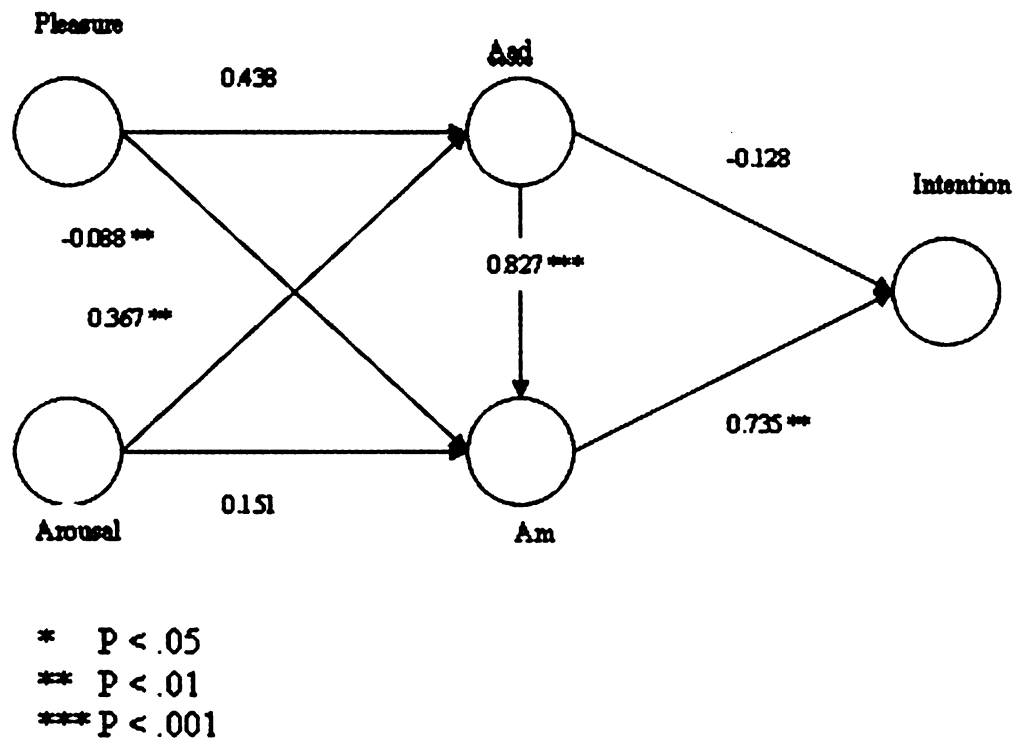 Pleasure
Aad
0.438
-0.128
Intention
-0.088 **
0.827 ***
0.367 **
0.735 **
0.151
Arousal
Am
* P < .05
** P < .01
*** P < .001